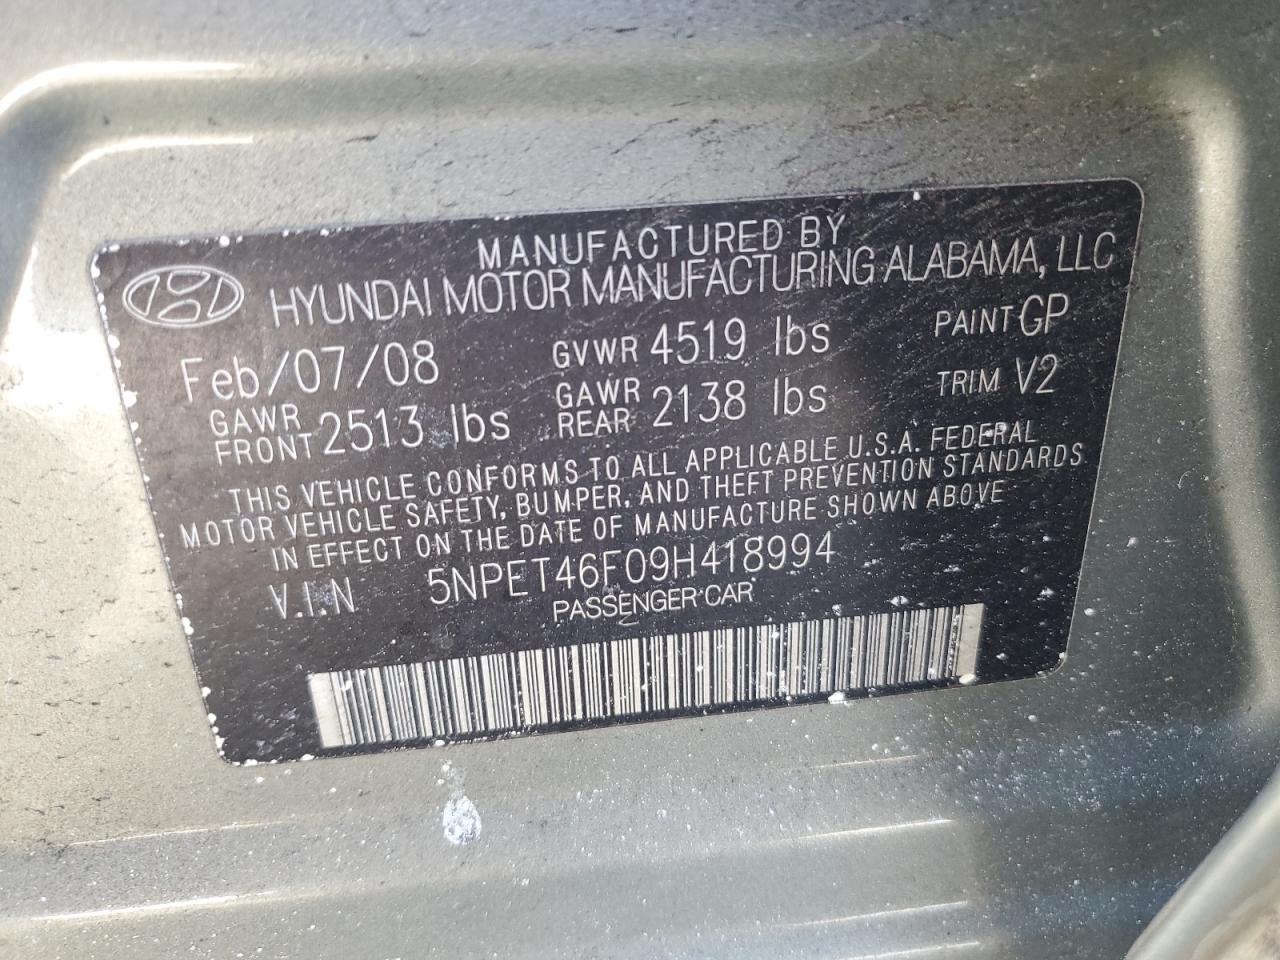 MANUFACTURED BY
HYUNDAI MOTOR MANUFACTURING ALABAMA, LLC
Feb/07/08 GVWR 4519 lbs PAINT GP
GAWR FRONT 2513 lbs GAWR REAR 2138 lbs TRIM V2
THIS VEHICLE CONFORMS TO ALL APPLICABLE U.S.A. FEDERAL
MOTOR VEHICLE SAFETY, BUMPER, AND THEFT PREVENTION STANDARDS
IN EFFECT ON THE DATE OF MANUFACTURE SHOWN ABOVE
V.I.N 5NPET46F09H418994
PASSENGER CAR